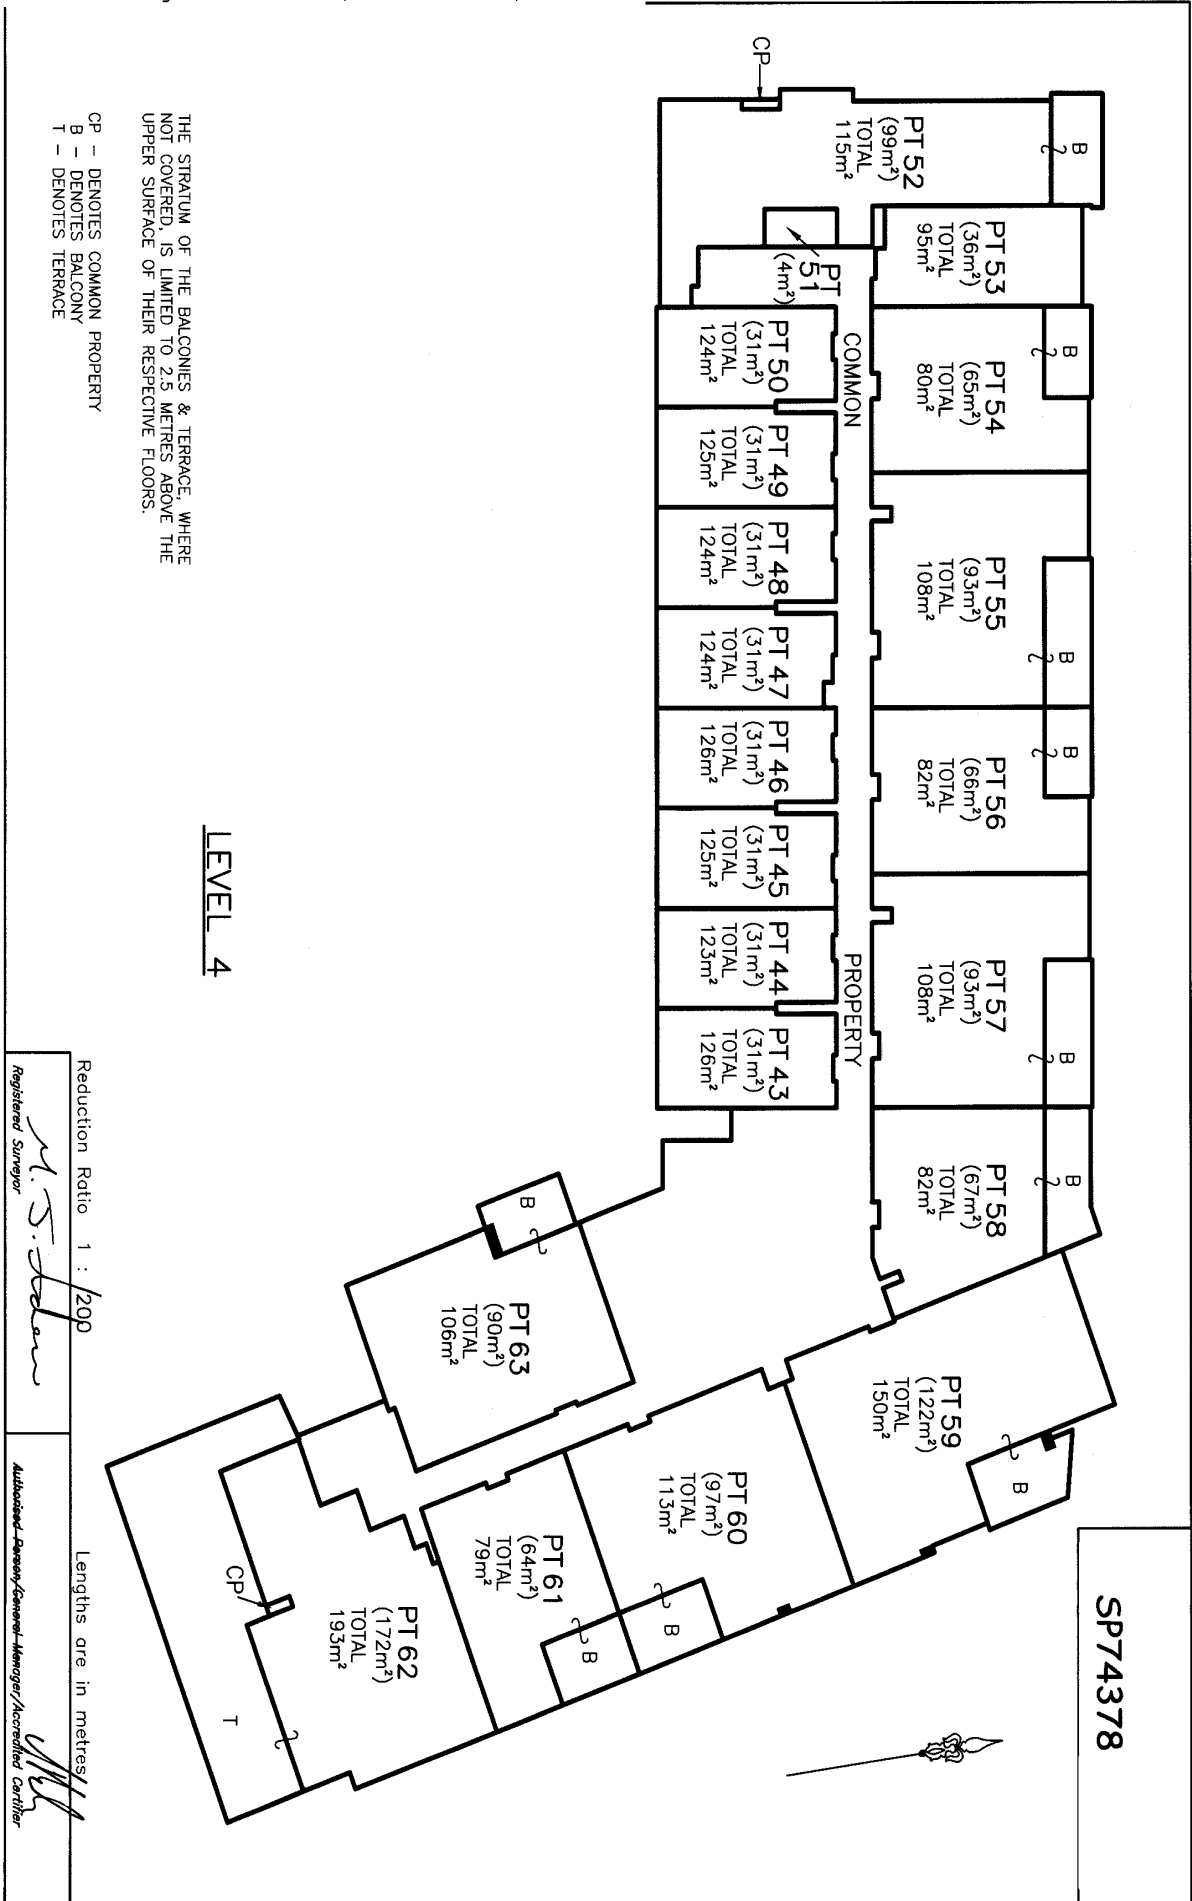 SP74378
CP
B
PT 52
(99m²)
TOTAL
115m²
PT 53
(36m²)
TOTAL
95m²
PT
51
(4m²)
B
PT 54
(65m²)
TOTAL
80m²
PT 50
(31m²)
TOTAL
124m²
COMMON
PT 49
(31m²)
TOTAL
125m²
B
PT 55
(93m²)
TOTAL
108m²
PT 48
(31m²)
TOTAL
124m²
PT 47
(31m²)
TOTAL
124m²
B
PT 56
(66m²)
TOTAL
82m²
PT 46
(31m²)
TOTAL
126m²
PT 45
(31m²)
TOTAL
125m²
B
PT 57
(93m²)
TOTAL
108m²
PT 44
(31m²)
TOTAL
123m²
PROPERTY
PT 43
(31m²)
TOTAL
126m²
B
PT 58
(67m²)
TOTAL
82m²
B
PT 59
(122m²)
TOTAL
150m²
B
PT 63
(90m²)
TOTAL
106m²
PT 60
(97m²)
TOTAL
113m²
B
PT 61
(64m²)
TOTAL
79m²
B
PT 62
(172m²)
TOTAL
193m²
CP
T
LEVEL 4
THE STRATUM OF THE BALCONIES & TERRACE, WHERE
NOT COVERED, IS LIMITED TO 2.5 METRES ABOVE THE
UPPER SURFACE OF THEIR RESPECTIVE FLOORS.
CP – DENOTES COMMON PROPERTY
B – DENOTES BALCONY
T – DENOTES TERRACE
Reduction Ratio 1 : 200
Lengths are in metres
Registered Surveyor
Authorised Person/General Manager/Accredited Certifier